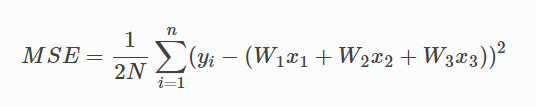 MSE = \frac{1}{2N} \sum_{i=1}^{n} (y_i − (W_1x_1 + W_2x_2 + W_3x_3))^2